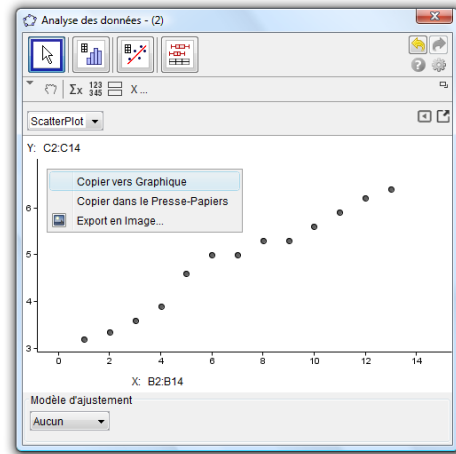 Analyse des données - (2)
Σx 123 345 X ...
ScatterPlot
Y: C2:C14
Copier vers Graphique
Copier dans le Presse-Papiers
Export en Image...
6
5
4
3
0 2 4 6 8 10 12 14
X: B2:B14
Modèle d'ajustement
Aucun